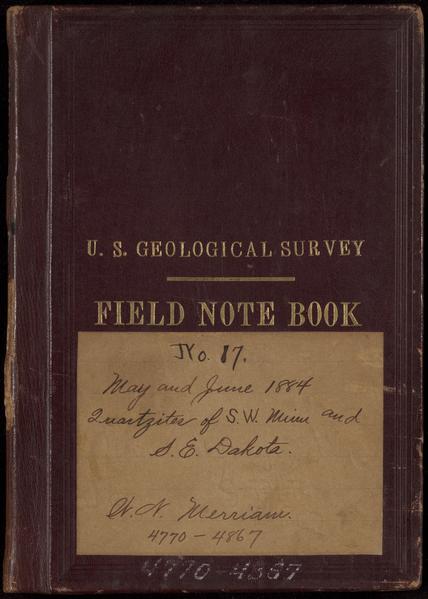 U. S. GEOLOGICAL SURVEY
FIELD NOTE BOOK
No. 17.
May and June 1884
Quartzites of S.W. Minn and
S.E. Dakota.
W. N. Merriam.
4770-4867
4770-4867